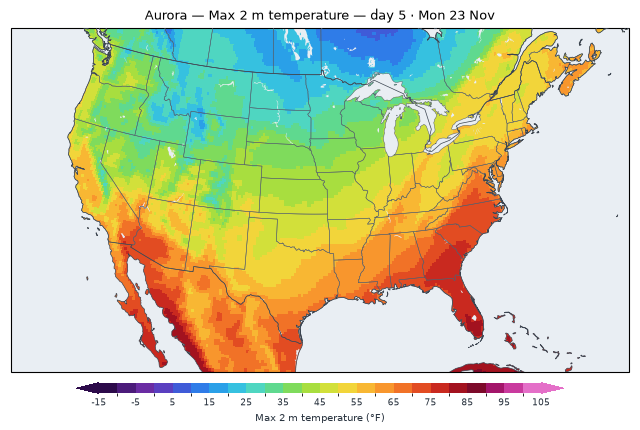 Aurora — Max 2 m temperature — day 5 · Mon 23 Nov
-15 -5 5 15 25 35 45 55 65 75 85 95 105
Max 2 m temperature (°F)